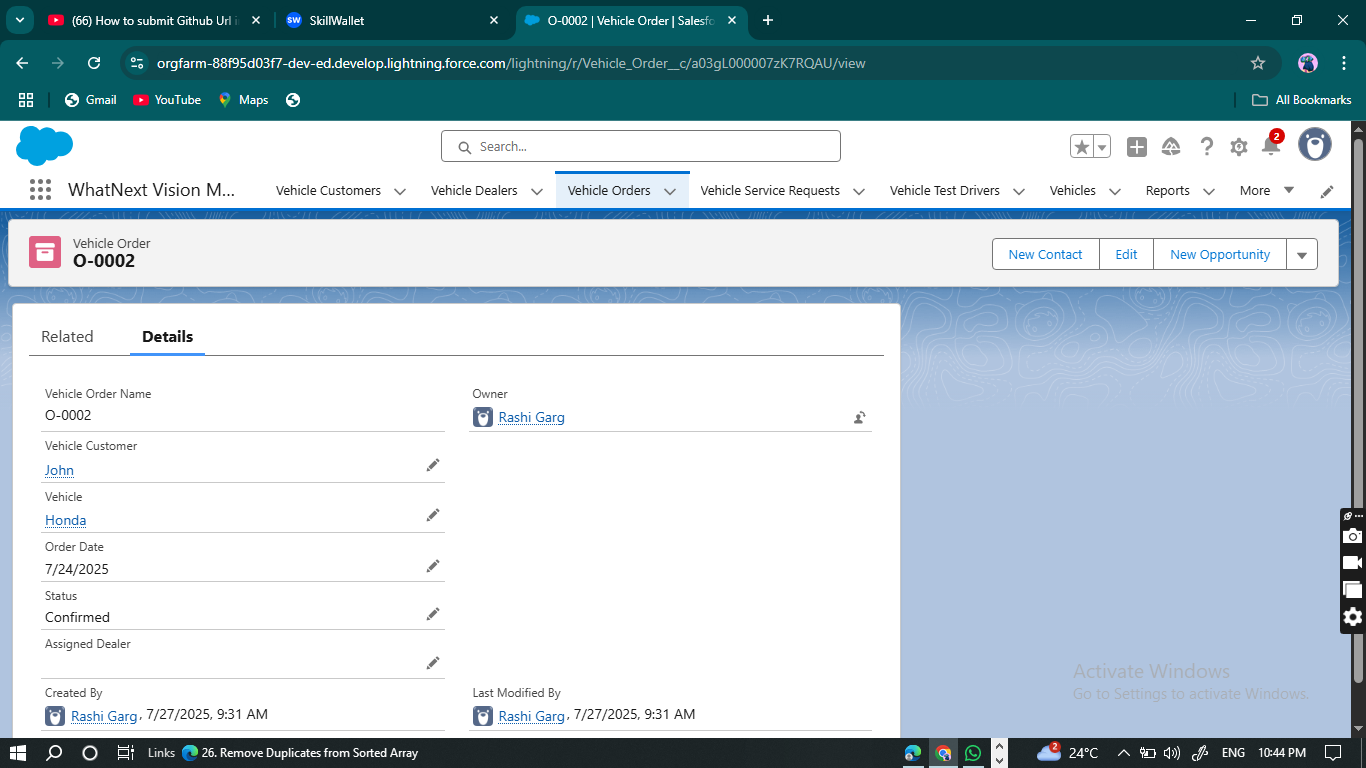 (66) How to submit Github Url i
SW SkillWallet
O-0002 | Vehicle Order | Salesfo
orgfarm-88f95d03f7-dev-ed.develop.lightning.force.com/lightning/r/Vehicle_Order__c/a03gL000007zK7RQAU/view
Gmail YouTube Maps All Bookmarks
Search...
2
WhatNext Vision M... Vehicle Customers Vehicle Dealers Vehicle Orders Vehicle Service Requests Vehicle Test Drivers Vehicles Reports More
Vehicle Order
O-0002
New Contact Edit New Opportunity
Related Details
Vehicle Order Name
O-0002
Owner
Rashi Garg
Vehicle Customer
John
Vehicle
Honda
Order Date
7/24/2025
Status
Confirmed
Assigned Dealer
Created By
Rashi Garg, 7/27/2025, 9:31 AM
Last Modified By
Rashi Garg, 7/27/2025, 9:31 AM
Activate Windows
Go to Settings to activate Windows.
Links 26. Remove Duplicates from Sorted Array 2 24°C ENG 10:44 PM